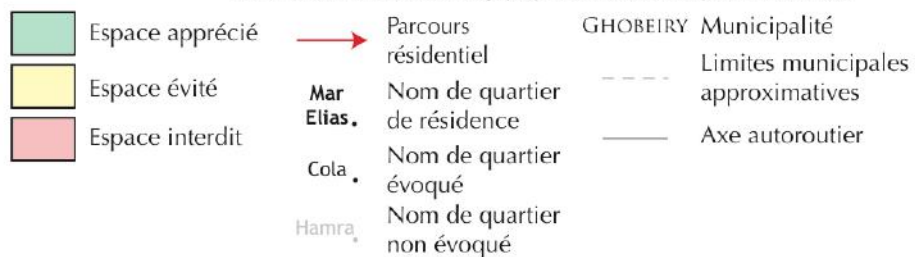 Espace apprécié
Espace évité
Espace interdit
Parcours
résidentiel
Mar
Elias.
Nom de quartier
de résidence
Cola .
Nom de quartier
évoqué
Hamra.
Nom de quartier
non évoqué
GHOBEIRY Municipalité
Limites municipales
approximatives
Axe autoroutier